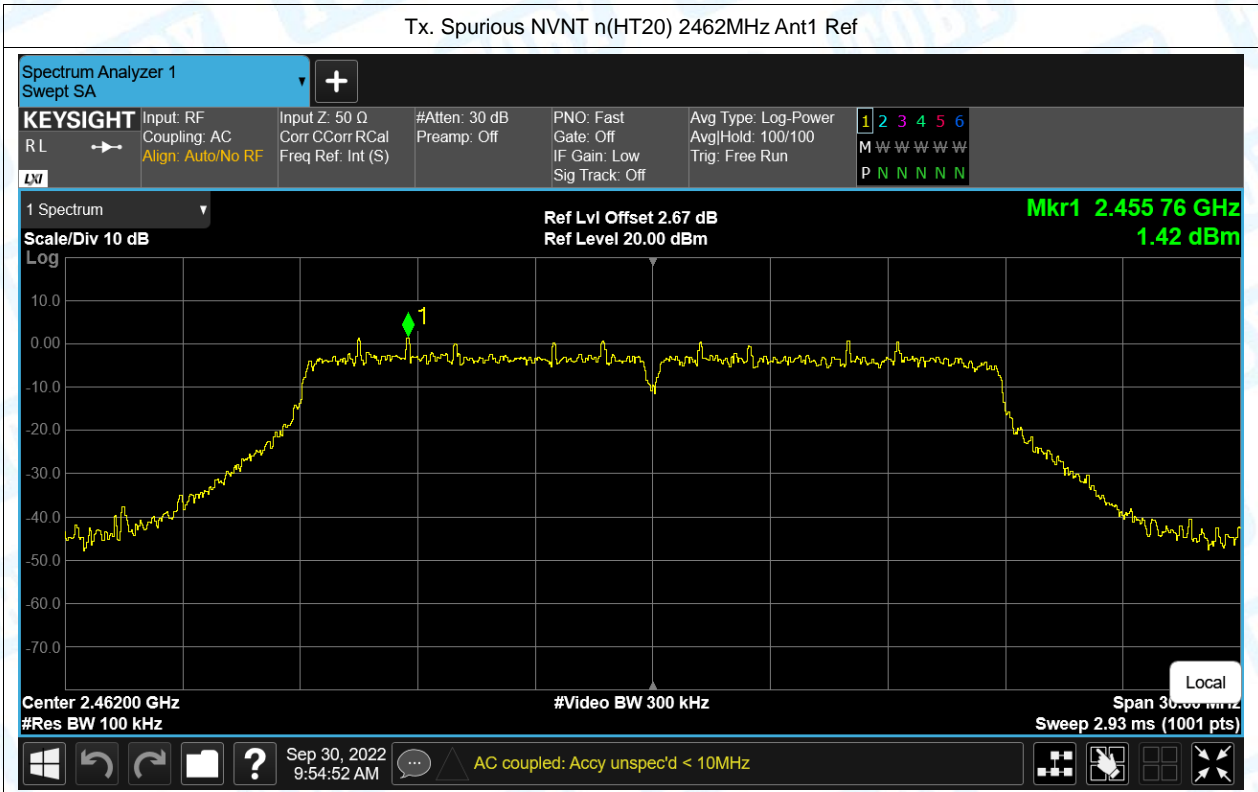 Tx. Spurious NVNT n(HT20) 2462MHz Ant1 Ref
Spectrum Analyzer 1
Swept SA
KEYSIGHT
R L
LXI
Input: RF
Coupling: AC
Align: Auto/No RF
Input Z: 50 Ω
Corr CCorr RCal
Freq Ref: Int (S)
#Atten: 30 dB
Preamp: Off
PNO: Fast
Gate: Off
IF Gain: Low
Sig Track: Off
Avg Type: Log-Power
Avg|Hold: 100/100
Trig: Free Run
1 2 3 4 5 6
M W W W W W
P N N N N N
1 Spectrum
Scale/Div 10 dB
Log
Ref Lvl Offset 2.67 dB
Ref Level 20.00 dBm
Mkr1 2.455 76 GHz
1.42 dBm
1
10.0
0.00
-10.0
-20.0
-30.0
-40.0
-50.0
-60.0
-70.0
Local
Center 2.46200 GHz
#Res BW 100 kHz
#Video BW 300 kHz
Span 30.00 MHz
Sweep 2.93 ms (1001 pts)
?
Sep 30, 2022
9:54:52 AM
AC coupled: Accy unspec'd < 10MHz